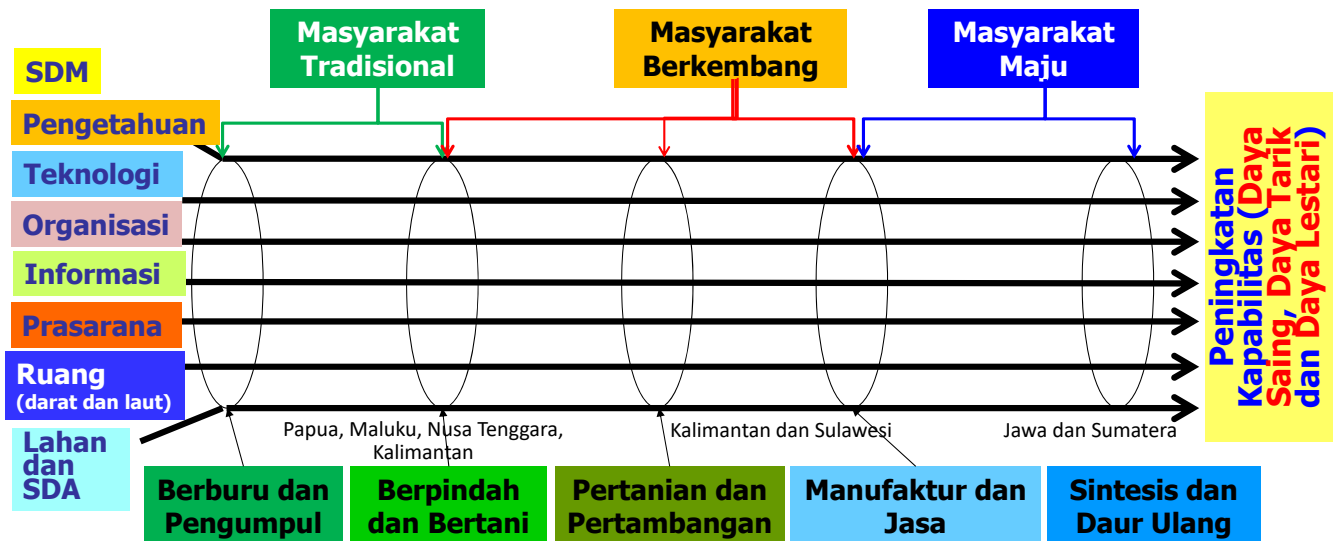 Masyarakat
Tradisional
Masyarakat
Berkembang
Masyarakat
Maju
SDM
Pengetahuan
Teknologi
Organisasi
Informasi
Prasarana
Ruang
(darat dan laut)
Lahan
dan
SDA
Peningkatan
Kapabilitas (Daya
Saing, Daya Tarik
dan Daya Lestari)
Papua, Maluku, Nusa Tenggara,
Kalimantan
Kalimantan dan Sulawesi
Jawa dan Sumatera
Berburu dan
Pengumpul
Berpindah
dan Bertani
Pertanian dan
Pertambangan
Manufaktur dan
Jasa
Sintesis dan
Daur Ulang